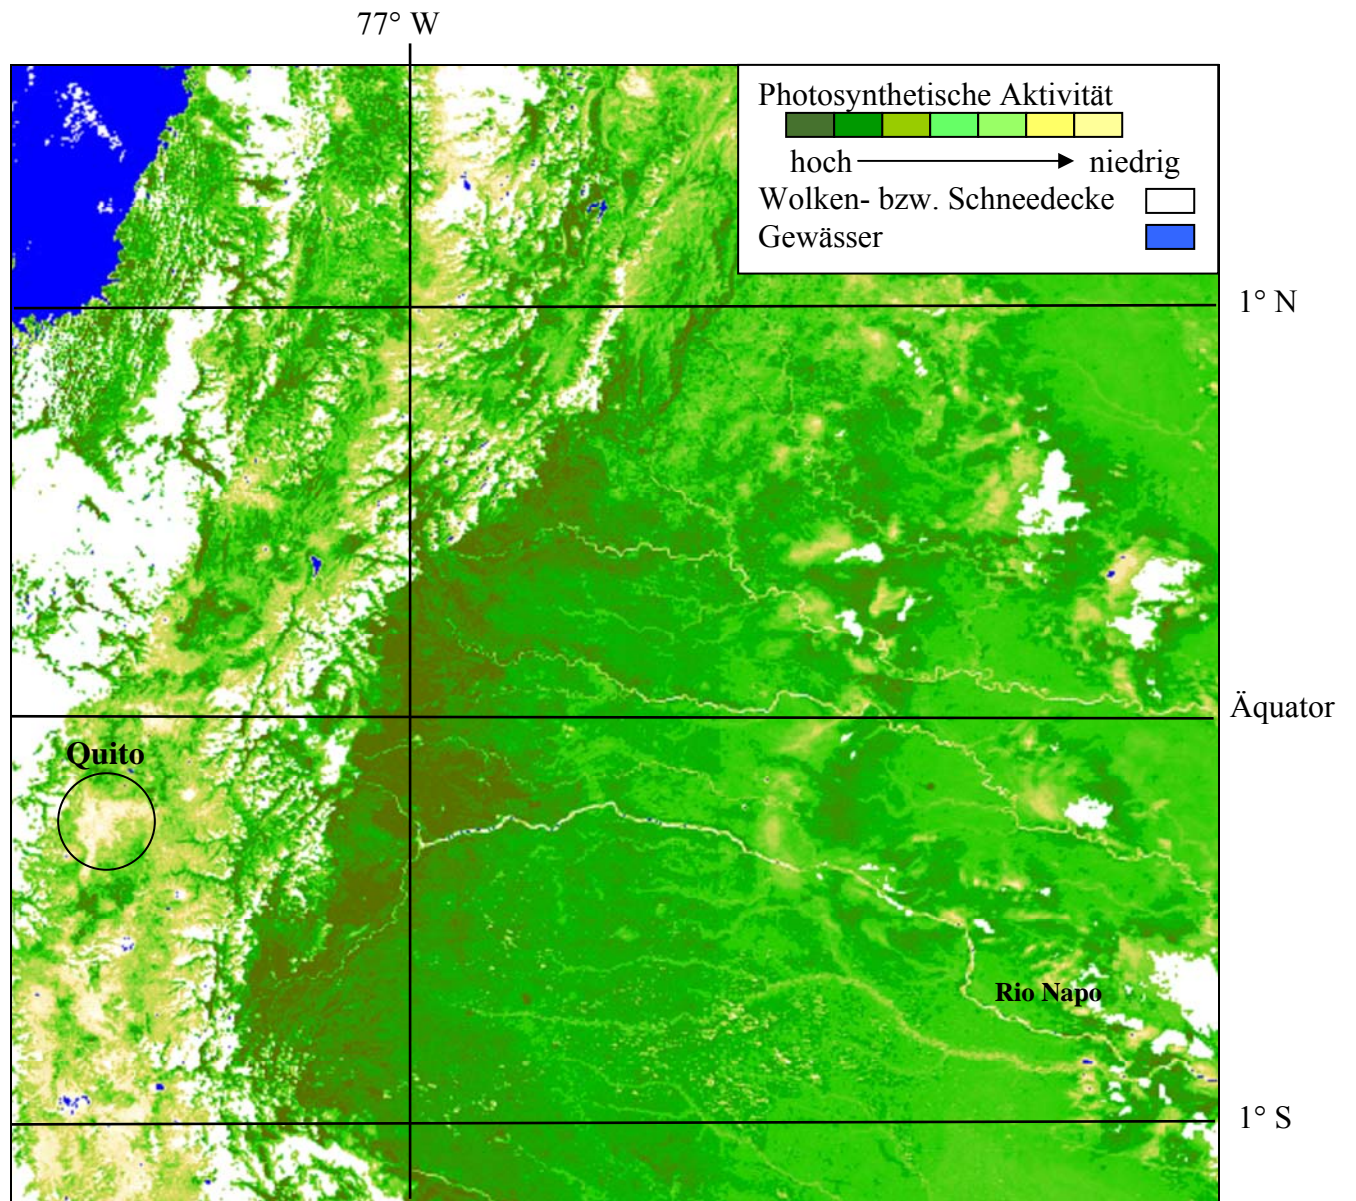 77° W
Photosynthetische Aktivität
hoch niedrig
Wolken- bzw. Schneedecke
Gewässer
1° N
Äquator
Quito
Rio Napo
1° S